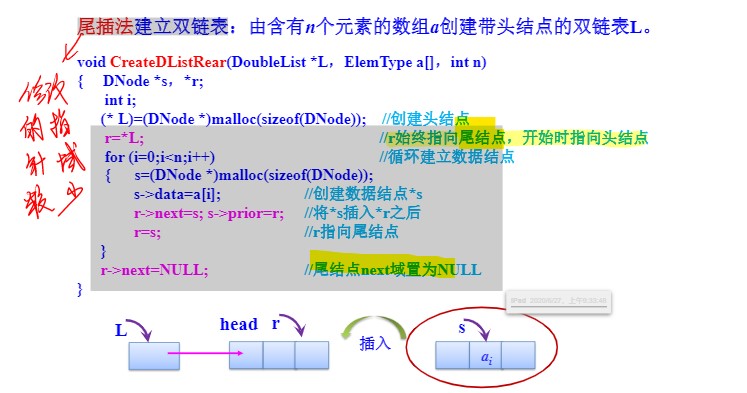 尾插法建立双链表：由含有n个元素的数组a创建带头结点的双链表L。
void CreateDListRear(DoubleList *L，ElemType a[]，int n)
{ DNode *s，*r;
int i;
(* L)=(DNode *)malloc(sizeof(DNode)); //创建头结点
r=*L; //r始终指向尾结点，开始时指向头结点
for (i=0;i<n;i++) //循环建立数据结点
{ s=(DNode *)malloc(sizeof(DNode));
s->data=a[i]; //创建数据结点*s
r->next=s; s->prior=r; //将*s插入*r之后
r=s; //r指向尾结点
}
r->next=NULL; //尾结点next域置为NULL
}
修改
的指
针域
数少
L
head r
插入
s
ai